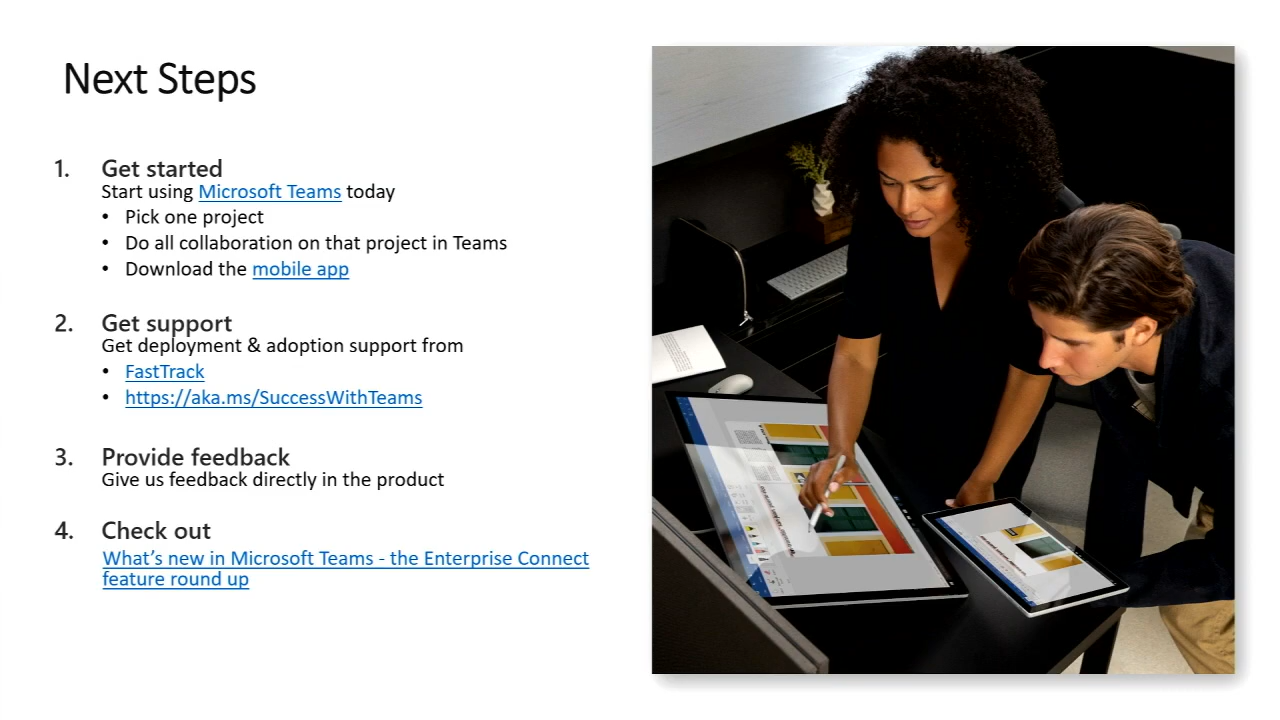 Next Steps
1. Get started
Start using Microsoft Teams today
• Pick one project
• Do all collaboration on that project in Teams
• Download the mobile app
2. Get support
Get deployment & adoption support from
• FastTrack
• https://aka.ms/SuccessWithTeams
3. Provide feedback
Give us feedback directly in the product
4. Check out
What's new in Microsoft Teams - the Enterprise Connect
feature round up